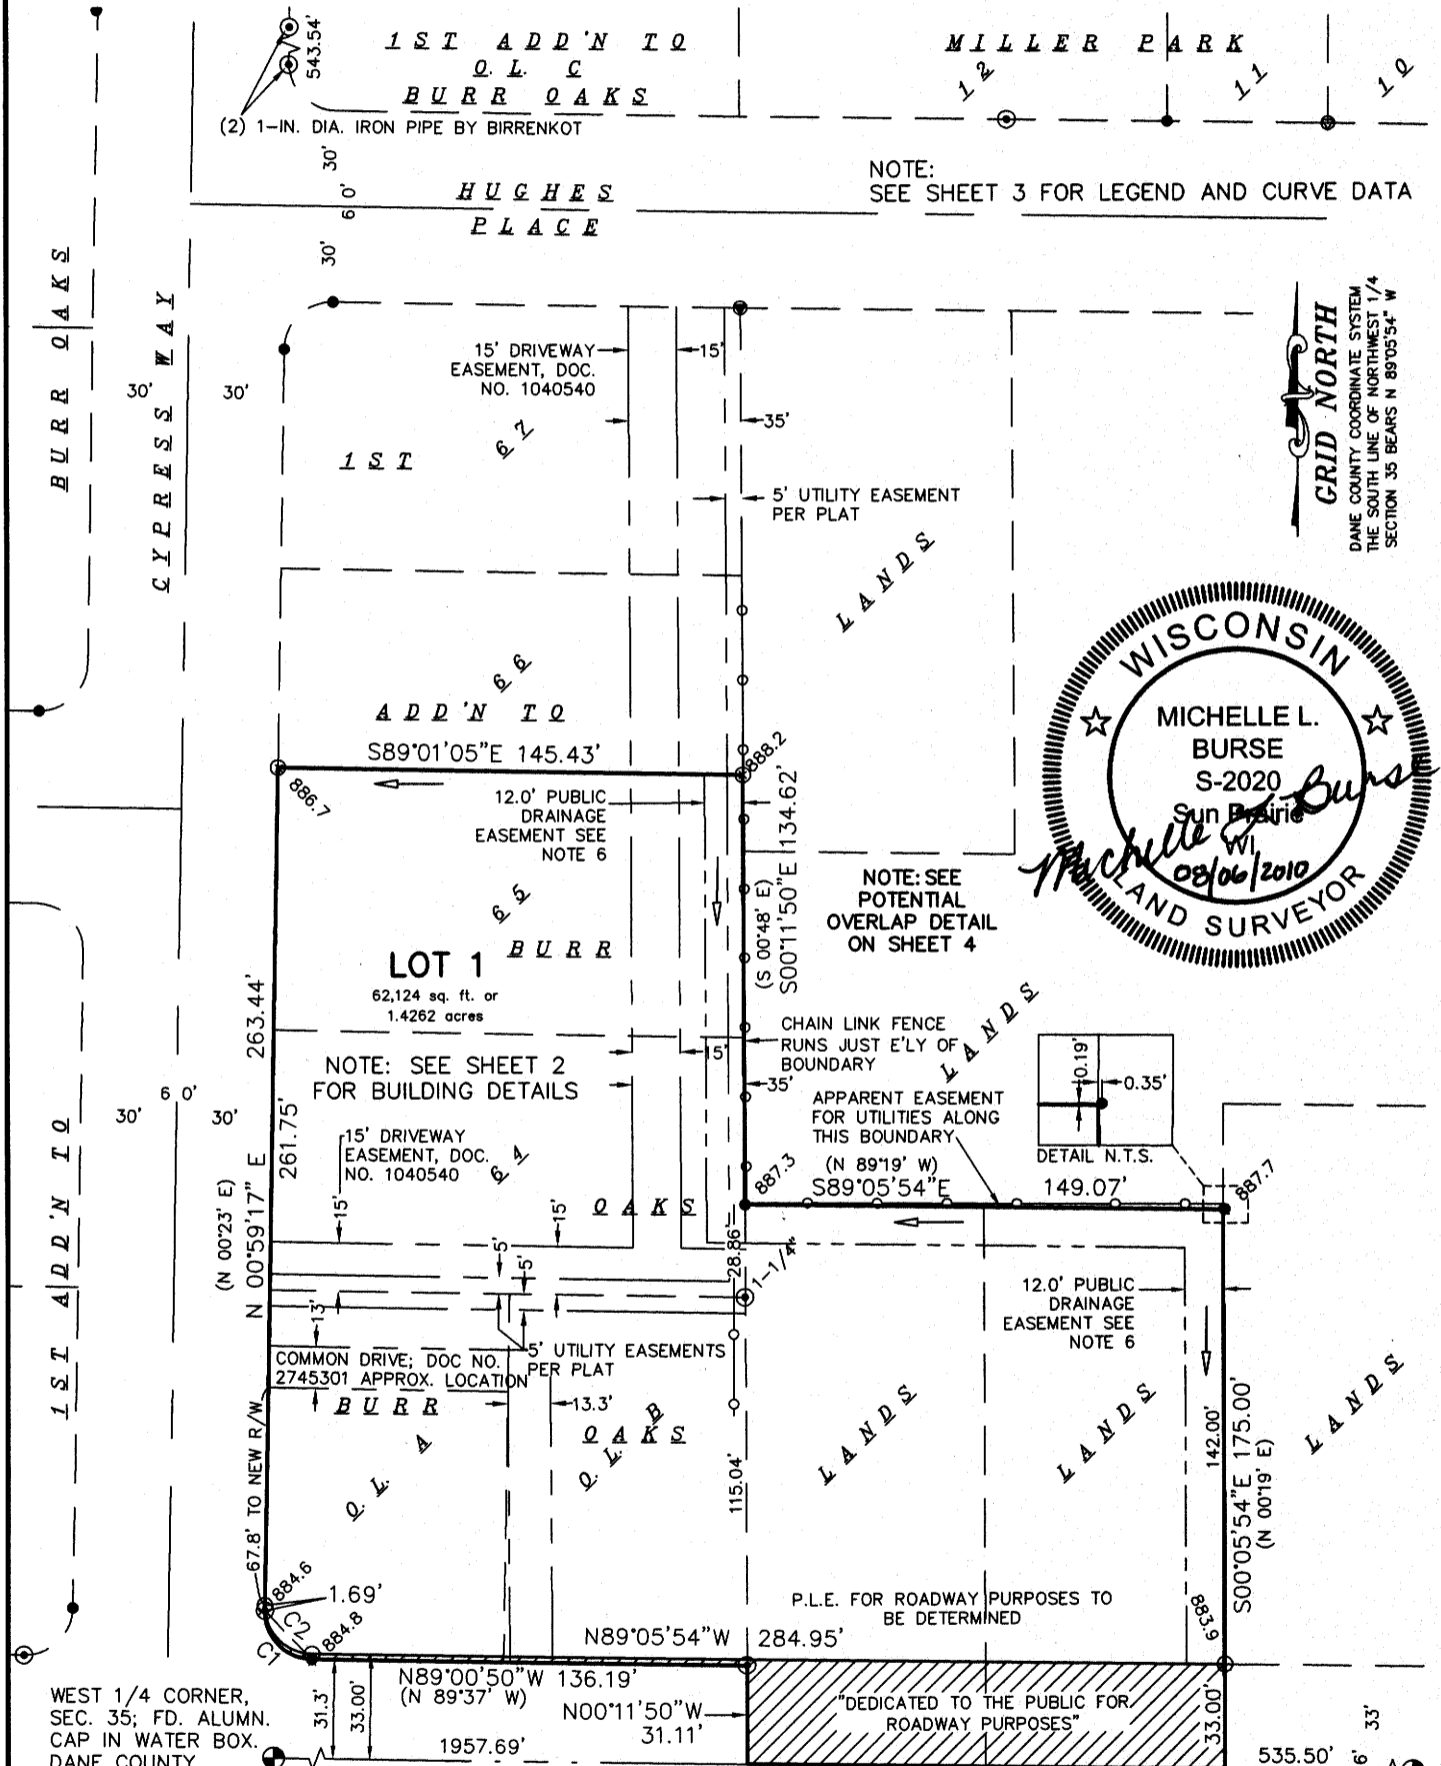 543.54'
1ST ADD'N TO
O. L. C
BURR OAKS
MILLER PARK
12
11
10
(2) 1-IN. DIA. IRON PIPE BY BIRRENKOT
30'
60'
30'
HUGHES
PLACE
NOTE:
SEE SHEET 3 FOR LEGEND AND CURVE DATA
BURR OAKS
CYPRESS WAY
30'
30'
15' DRIVEWAY
EASEMENT, DOC.
NO. 1040540
15'
35'
67
1ST
5' UTILITY EASEMENT
PER PLAT
LANDS
GRID NORTH
DANE COUNTY COORDINATE SYSTEM
THE SOUTH LINE OF NORTHWEST 1/4
SECTION 35 BEARS N 89°05'54" W
WISCONSIN
MICHELLE L.
BURSE
S-2020
Sun Prairie
WI
08/06/2010
LAND SURVEYOR
Michelle L. Burse
66
ADD'N TO
S89°01'05"E 145.43'
886.7
888.2
12.0' PUBLIC
DRAINAGE
EASEMENT SEE
NOTE 6
(S 00°48' E)
S00°11'50"E 134.62'
NOTE: SEE
POTENTIAL
OVERLAP DETAIL
ON SHEET 4
65
BURR
LOT 1
62,124 sq. ft. or
1.4262 acres
263.44'
NOTE: SEE SHEET 2
FOR BUILDING DETAILS
15'
35'
CHAIN LINK FENCE
RUNS JUST E'LY OF
BOUNDARY
LANDS
APPARENT EASEMENT
FOR UTILITIES ALONG
THIS BOUNDARY
0.19'
0.35'
DETAIL N.T.S.
60'
30'
30'
1ST ADD'N TO
261.75'
(N 00°23' E)
N 00°59'17" E
15' DRIVEWAY
EASEMENT, DOC.
NO. 1040540
64
OAKS
15'
15'
887.3
(N 89°19' W)
S89°05'54"E 149.07'
887.7
5'
5'
13'
28.86'
1-1/4"
12.0' PUBLIC
DRAINAGE
EASEMENT SEE
NOTE 6
COMMON DRIVE; DOC NO.
2745301 APPROX. LOCATION
5' UTILITY EASEMENTS
PER PLAT
BURR
13.3'
OAKS
O. L. A
O. L. B
67.8' TO NEW R/W
115.04'
LANDS
LANDS
LANDS
142.00'
S00°05'54"E 175.00'
(N 00°19' E)
884.6
1.69'
C2
C1
884.8
P.L.E. FOR ROADWAY PURPOSES TO
BE DETERMINED
883.9
N89°05'54"W 284.95'
N89°00'50"W 136.19'
(N 89°37' W)
31.3'
33.00'
N00°11'50"W
31.11'
1957.69'
"DEDICATED TO THE PUBLIC FOR
ROADWAY PURPOSES"
33.00'
33'
535.50'
WEST 1/4 CORNER,
SEC. 35; FD. ALUMN.
CAP IN WATER BOX.
DANE COUNTY